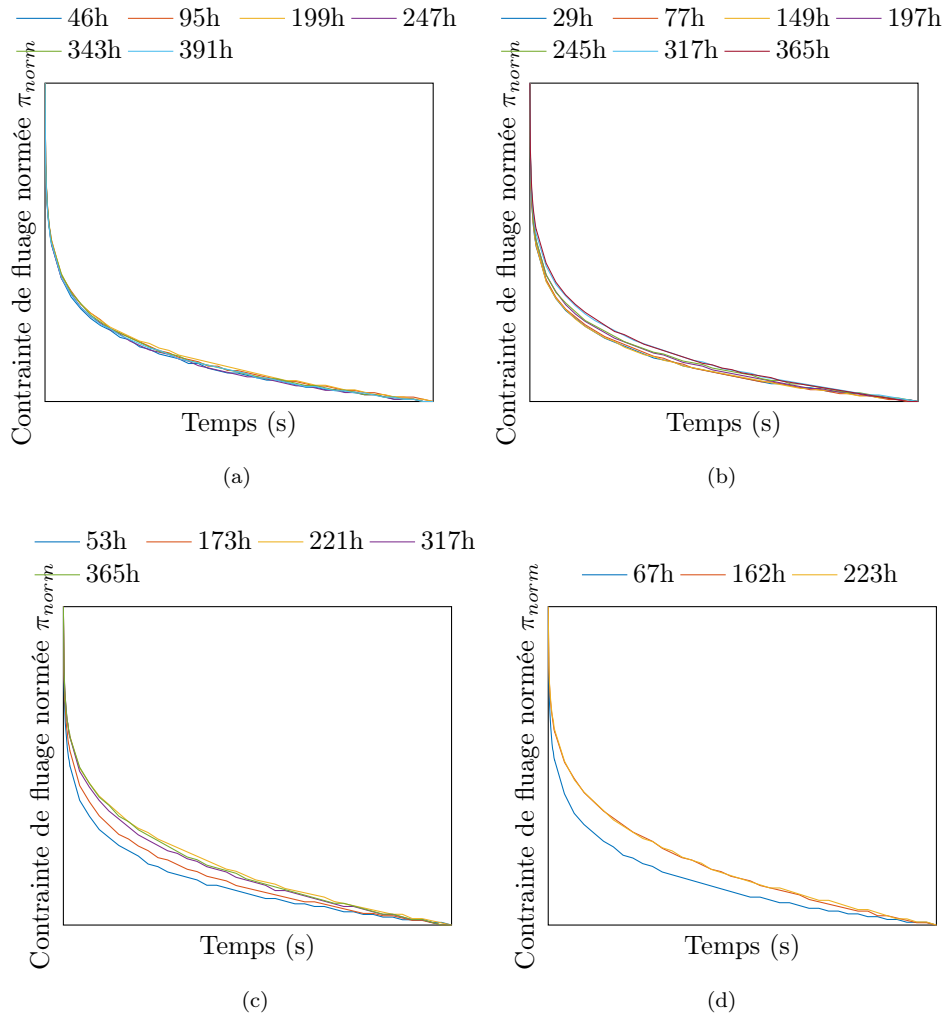 46h 95h 199h 247h
343h 391h
Contrainte de fluage normée π_norm
Temps (s)
(a)
29h 77h 149h 197h
245h 317h 365h
Contrainte de fluage normée π_norm
Temps (s)
(b)
53h 173h 221h 317h
365h
Contrainte de fluage normée π_norm
Temps (s)
(c)
67h 162h 223h
Contrainte de fluage normée π_norm
Temps (s)
(d)